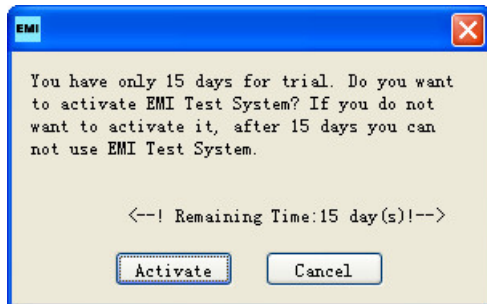 EMI
You have only 15 days for trial. Do you want
to activate EMI Test System? If you do not
want to activate it, after 15 days you can
not use EMI Test System.
<--! Remaining Time:15 day(s)!-->
Activate Cancel